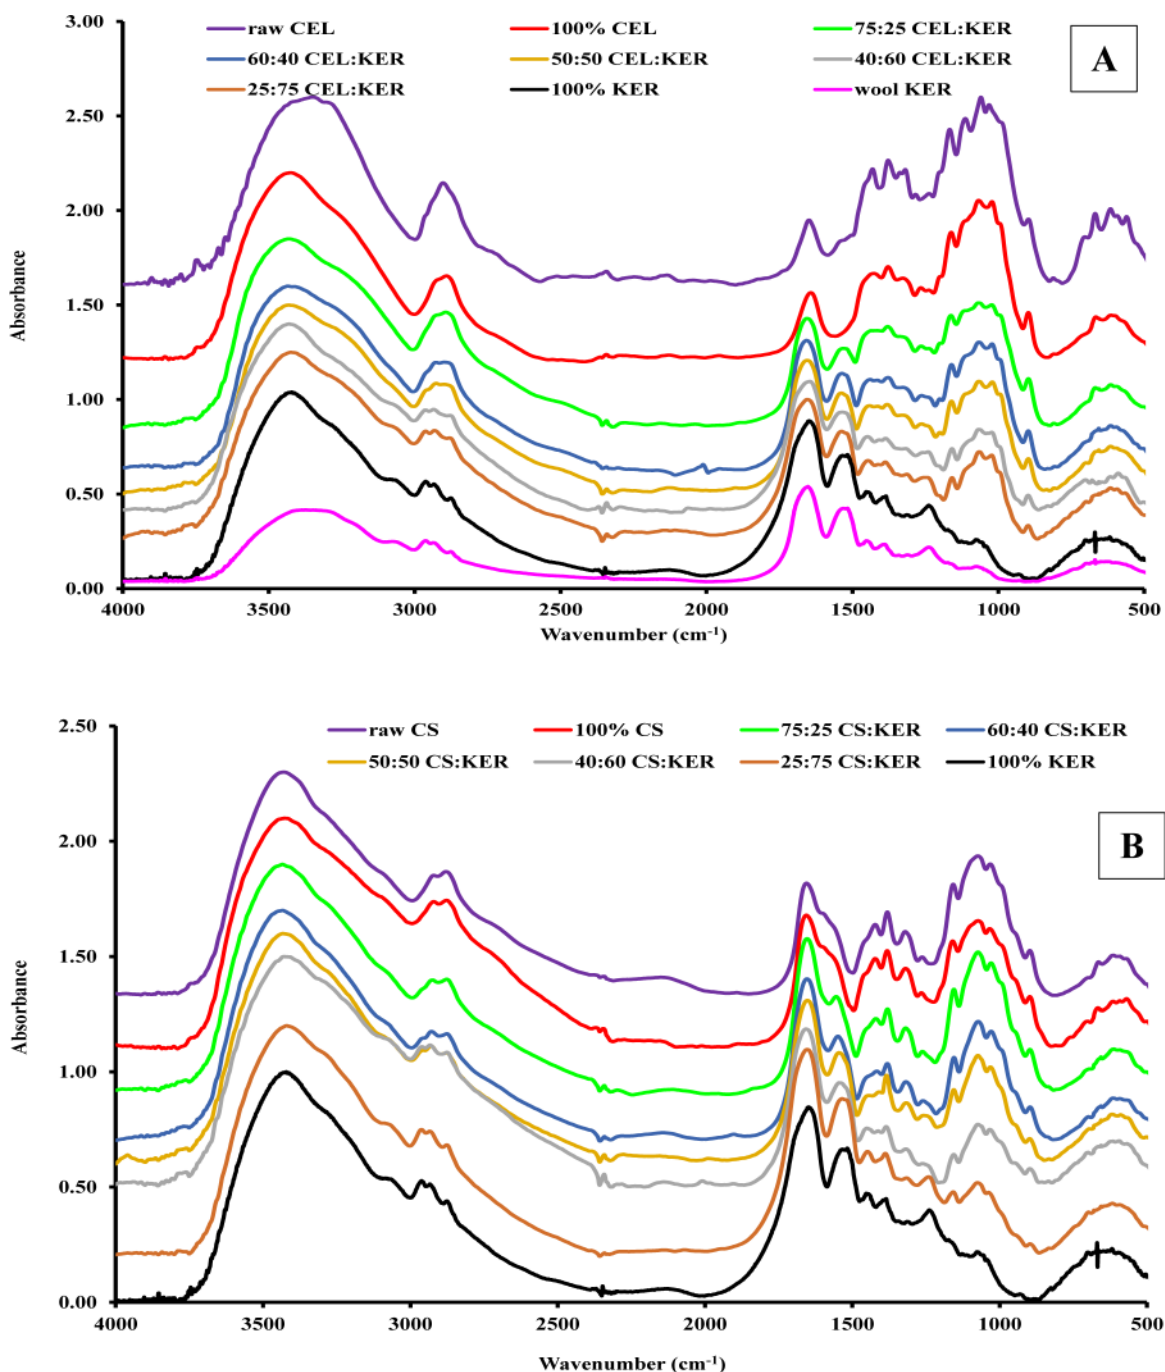 3.00
raw CEL 100% CEL 75:25 CEL:KER
60:40 CEL:KER 50:50 CEL:KER 40:60 CEL:KER
25:75 CEL:KER 100% KER wool KER
A
2.50
2.00
1.50
1.00
0.50
0.00
Absorbance
4000 3500 3000 2500 2000 1500 1000 500
Wavenumber (cm⁻¹)
2.50
raw CS 100% CS 75:25 CS:KER 60:40 CS:KER
50:50 CS:KER 40:60 CS:KER 25:75 CS:KER 100% KER
B
2.00
1.50
1.00
0.50
0.00
Absorbance
4000 3500 3000 2500 2000 1500 1000 500
Wavenumber (cm⁻¹)